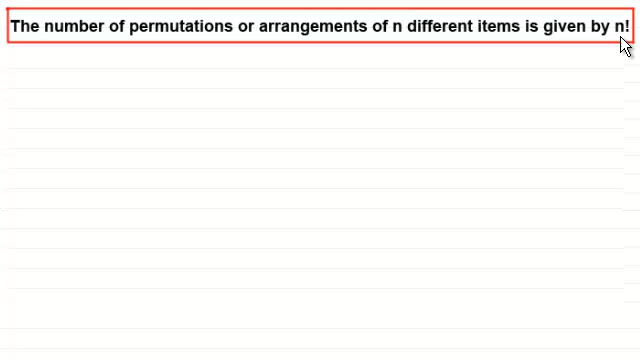 The number of permutations or arrangements of n different items is given by n!